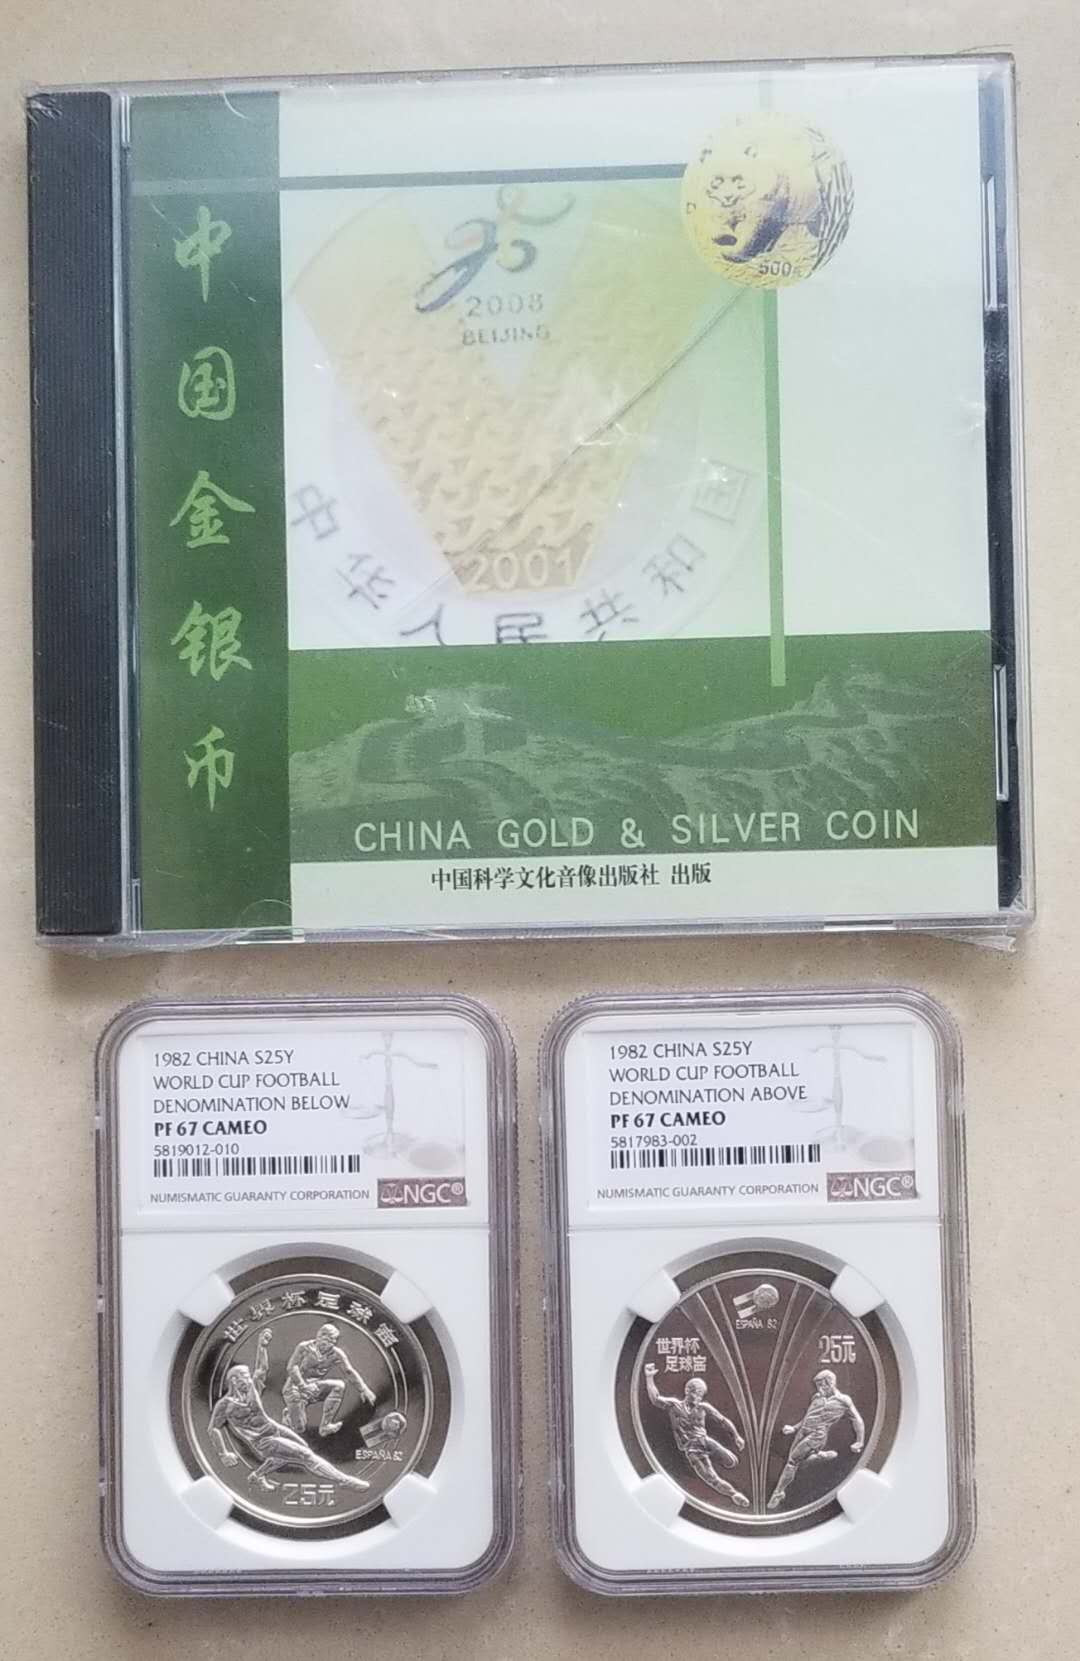 中国金银币
500元
2008
BEIJING
2001
中华人民共和国
CHINA GOLD & SILVER COIN
中国科学文化音像出版社 出版
1982 CHINA S25Y
WORLD CUP FOOTBALL
DENOMINATION BELOW
PF 67 CAMEO
5819012-010
NUMISMATIC GUARANTY CORPORATION
NGC®
世界杯足球赛
ESPAÑA 82
25元
1982 CHINA S25Y
WORLD CUP FOOTBALL
DENOMINATION ABOVE
PF 67 CAMEO
5817983-002
NUMISMATIC GUARANTY CORPORATION
NGC®
ESPAÑA 82
世界杯
足球赛
25元